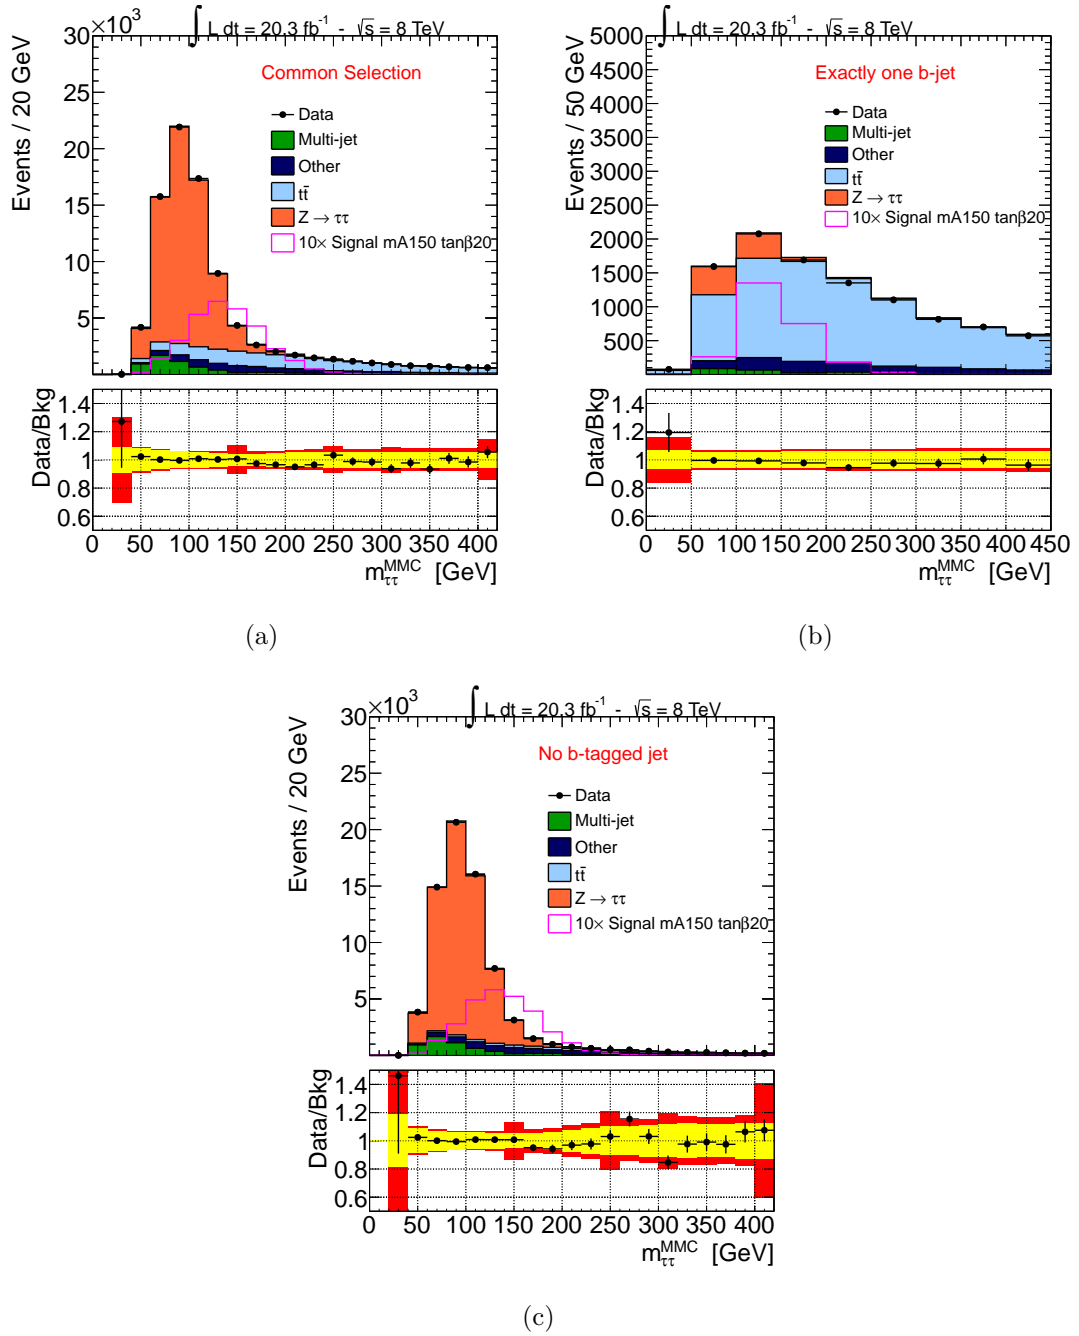 ×10³
∫ L dt = 20.3 fb⁻¹ - √s = 8 TeV
Common Selection
Events / 20 GeV
30
25
20
15
10
5
Data
Multi-jet
Other
tt̄
Z → ττ
10× Signal mA150 tanβ20
Data/Bkg
1.4
1.2
1
0.8
0.6
0 50 100 150 200 250 300 350 400
m_ττ^MMC [GeV]
(a)
∫ L dt = 20.3 fb⁻¹ - √s = 8 TeV
Exactly one b-jet
Events / 50 GeV
5000
4500
4000
3500
3000
2500
2000
1500
1000
500
Data
Multi-jet
Other
tt̄
Z → ττ
10× Signal mA150 tanβ20
Data/Bkg
1.4
1.2
1
0.8
0.6
0 50 100 150 200 250 300 350 400 450
m_ττ^MMC [GeV]
(b)
×10³
∫ L dt = 20.3 fb⁻¹ - √s = 8 TeV
No b-tagged jet
Events / 20 GeV
30
25
20
15
10
5
Data
Multi-jet
Other
tt̄
Z → ττ
10× Signal mA150 tanβ20
Data/Bkg
1.4
1.2
1
0.8
0.6
0 50 100 150 200 250 300 350 400
m_ττ^MMC [GeV]
(c)